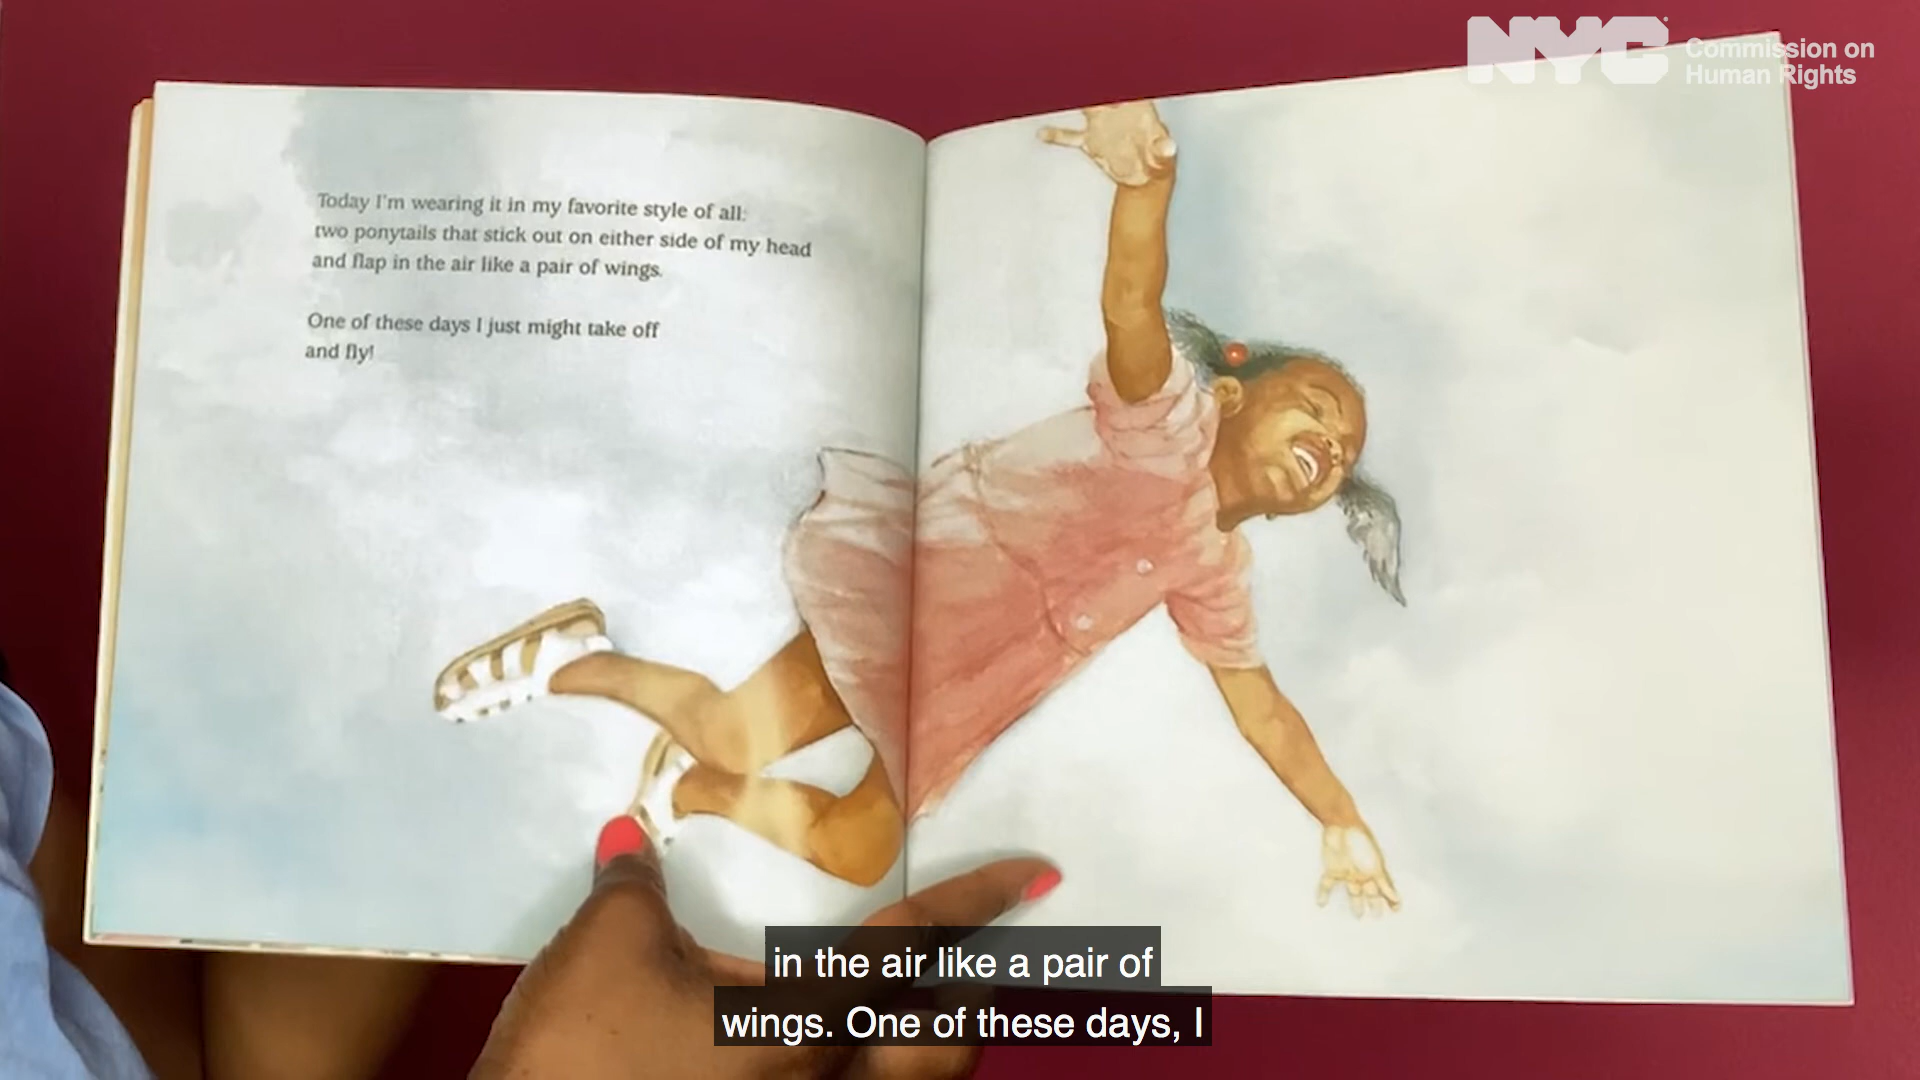 NYC
Commission on
Human Rights
Today I'm wearing it in my favorite style of all:
two ponytails that stick out on either side of my head
and flap in the air like a pair of wings.
One of these days I just might take off
and fly!
in the air like a pair of
wings. One of these days, I